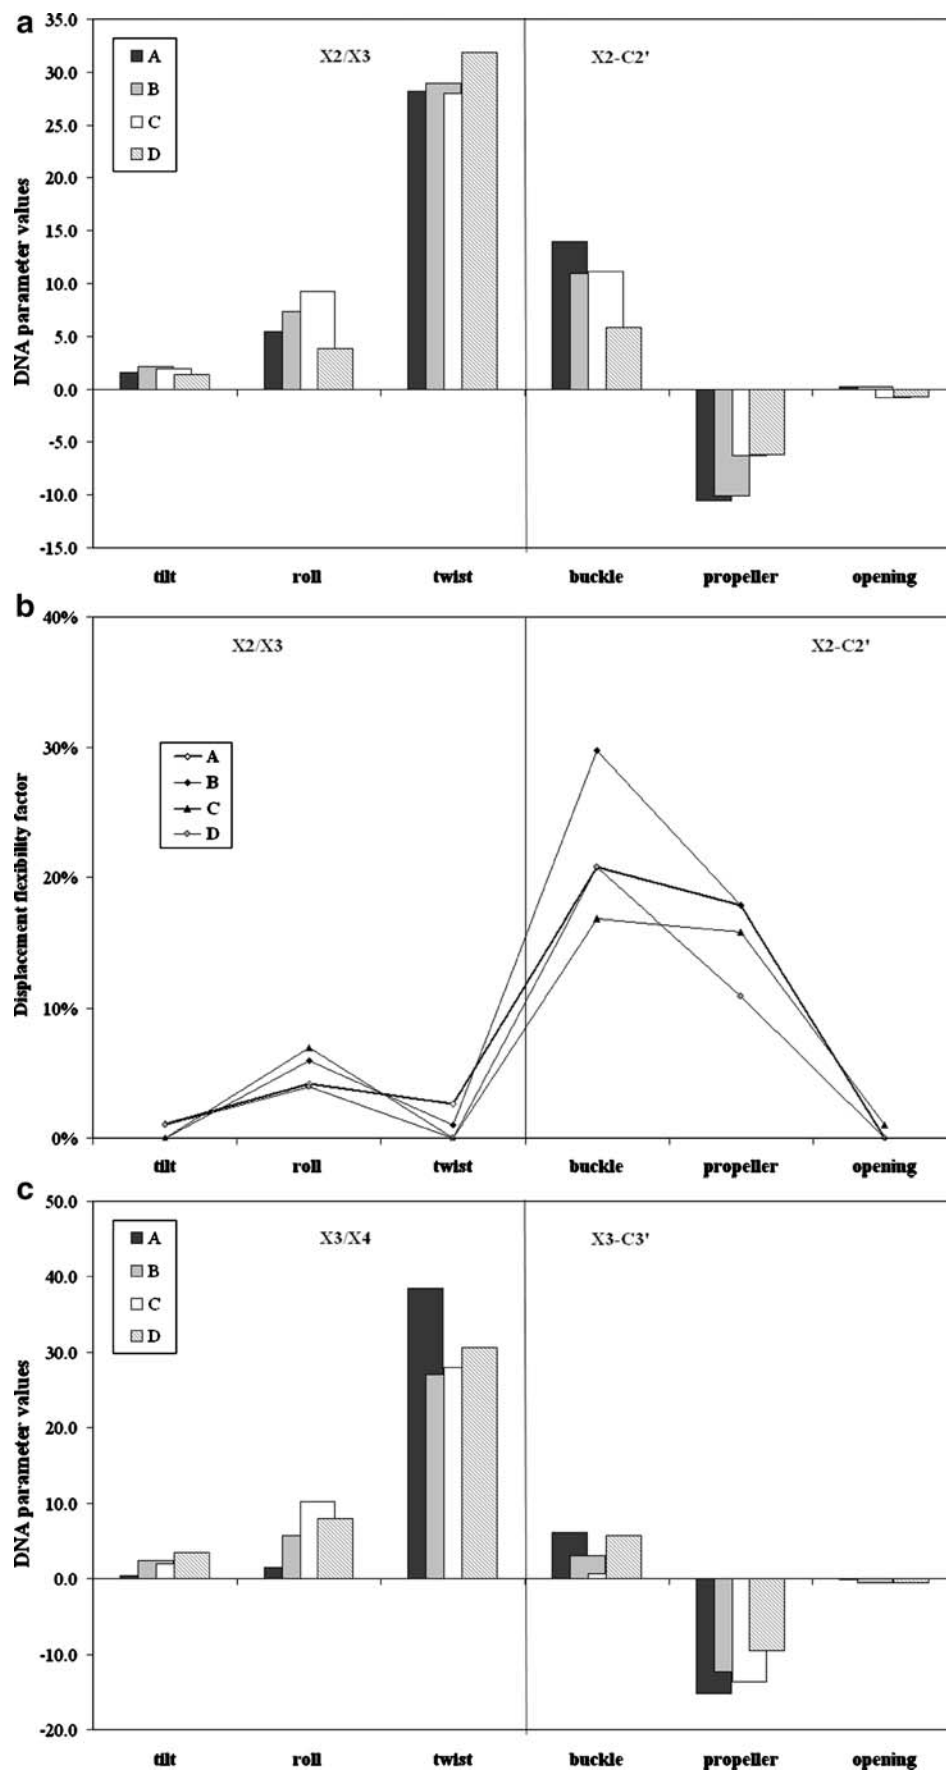 a
35.0
30.0
25.0
20.0
15.0
10.0
5.0
0.0
-5.0
-10.0
-15.0
DNA parameter values
A
B
C
D
X2/X3
X2-C2'
tilt roll twist buckle propeller opening
b
40%
30%
20%
10%
0%
Displacement flexibility factor
X2/X3
X2-C2'
A
B
C
D
tilt roll twist buckle propeller opening
c
50.0
40.0
30.0
20.0
10.0
0.0
-10.0
-20.0
DNA parameter values
A
B
C
D
X3/X4
X3-C3'
tilt roll twist buckle propeller opening